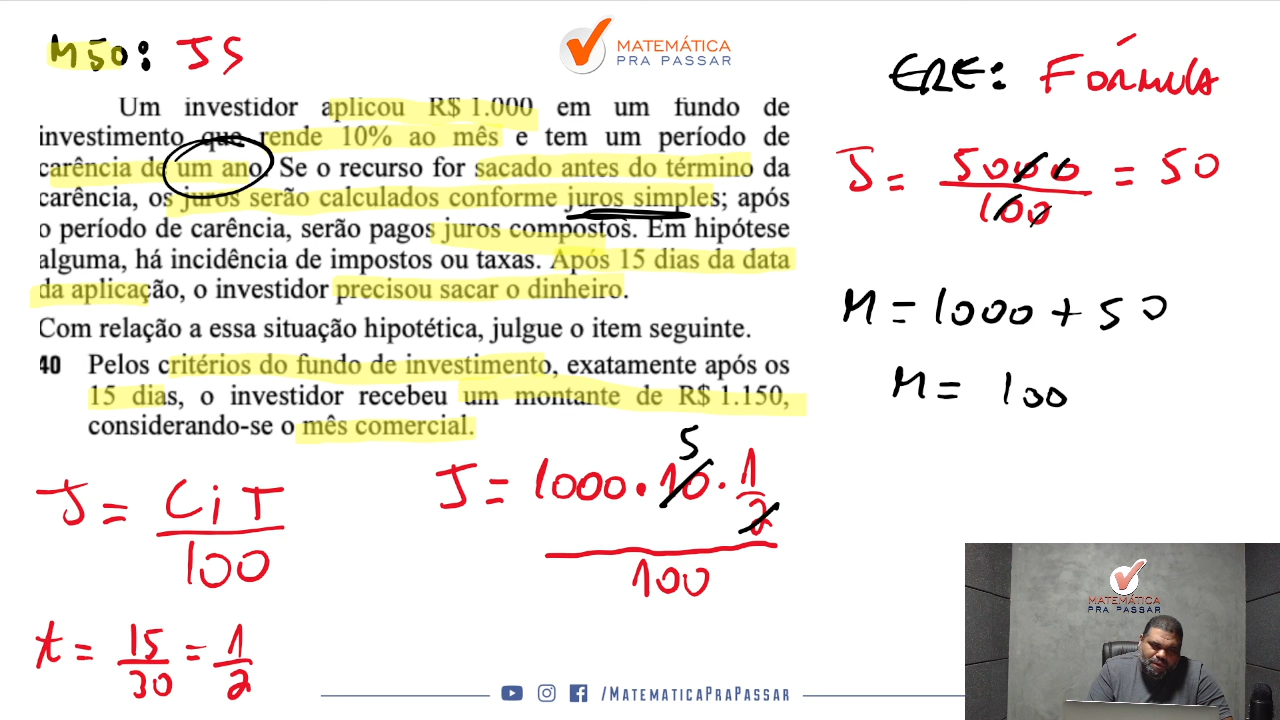 M50: JS
MATEMÁTICA
PRA PASSAR
ERE: FÓRMULA
Um investidor aplicou R$ 1.000 em um fundo de
investimento que rende 10% ao mês e tem um período de
carência de um ano. Se o recurso for sacado antes do término da
carência, os juros serão calculados conforme juros simples; após
o período de carência, serão pagos juros compostos. Em hipótese
alguma, há incidência de impostos ou taxas. Após 15 dias da data
da aplicação, o investidor precisou sacar o dinheiro.
Com relação a essa situação hipotética, julgue o item seguinte.
40 Pelos critérios do fundo de investimento, exatamente após os
15 dias, o investidor recebeu um montante de R$ 1.150,
considerando-se o mês comercial.
J = CiT
100
t = 15 = 1
30 2
5
J = 1000 . 10 . 1
2
100
J = 5000 = 50
100
M = 1000 + 50
M = 100
MATEMÁTICA
PRA PASSAR
/MATEMATICAPRAPASSAR